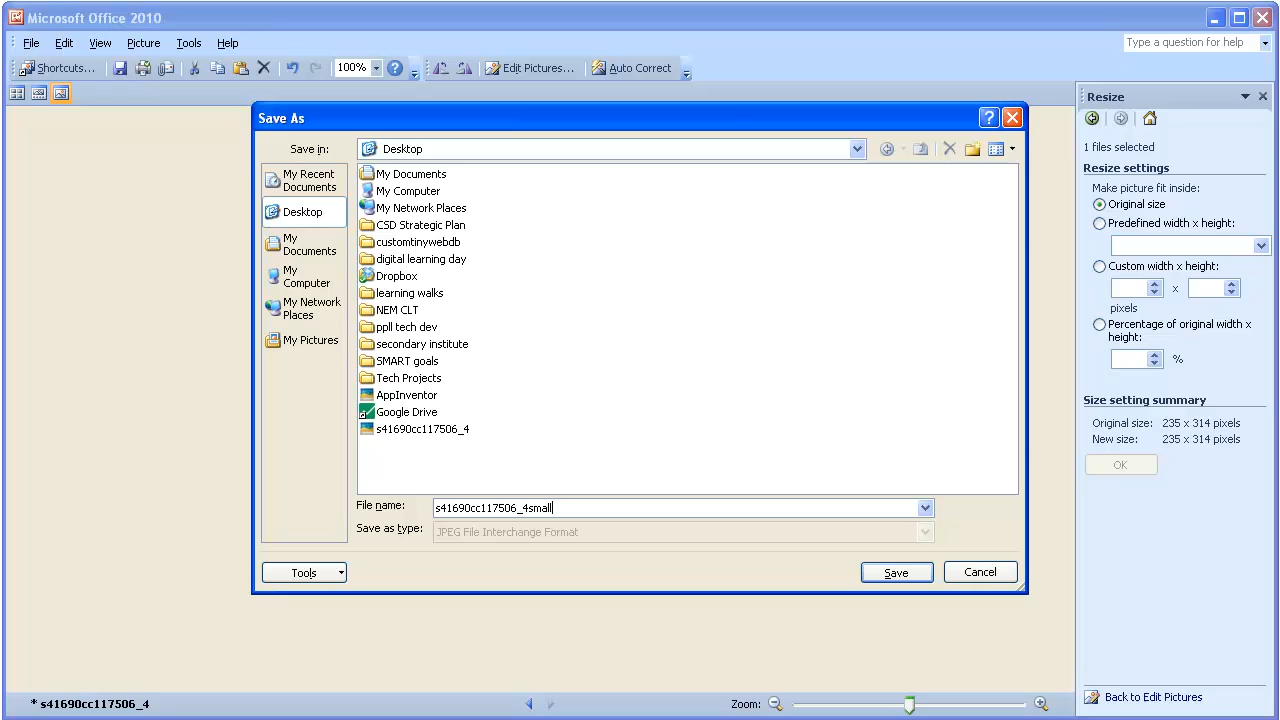 Microsoft Office 2010
File Edit View Picture Tools Help
Type a question for help
Shortcuts... 100% Edit Pictures... Auto Correct
Save As
Save in: Desktop
My Recent
Documents
Desktop
My
Documents
My
Computer
My Network
Places
My Pictures
My Documents
My Computer
My Network Places
CSD Strategic Plan
customtinywebdb
digital learning day
Dropbox
learning walks
NEM CLT
ppll tech dev
secondary institute
SMART goals
Tech Projects
AppInventor
Google Drive
s41690cc117506_4
File name: s41690cc117506_4small
Save as type: JPEG File Interchange Format
Tools Save Cancel
Resize
1 files selected
Resize settings
Make picture fit inside:
Original size
Predefined width x height:
Custom width x height:
x
pixels
Percentage of original width x
height:
%
Size setting summary
Original size: 235 x 314 pixels
New size: 235 x 314 pixels
OK
Back to Edit Pictures
* s41690cc117506_4 Zoom: